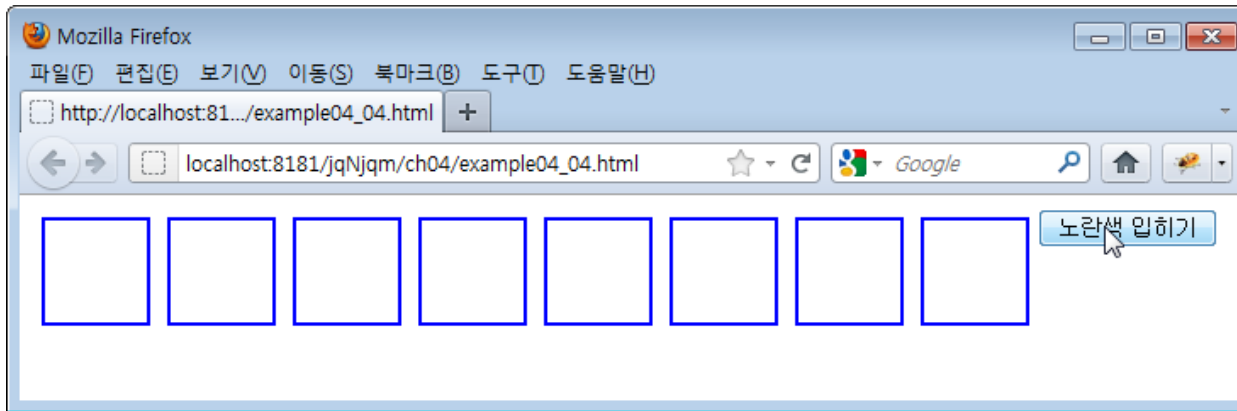 Mozilla Firefox
파일(F) 편집(E) 보기(V) 이동(S) 북마크(B) 도구(T) 도움말(H)
http://localhost:81.../example04_04.html
localhost:8181/jqNjqm/ch04/example04_04.html Google
노란색 입히기